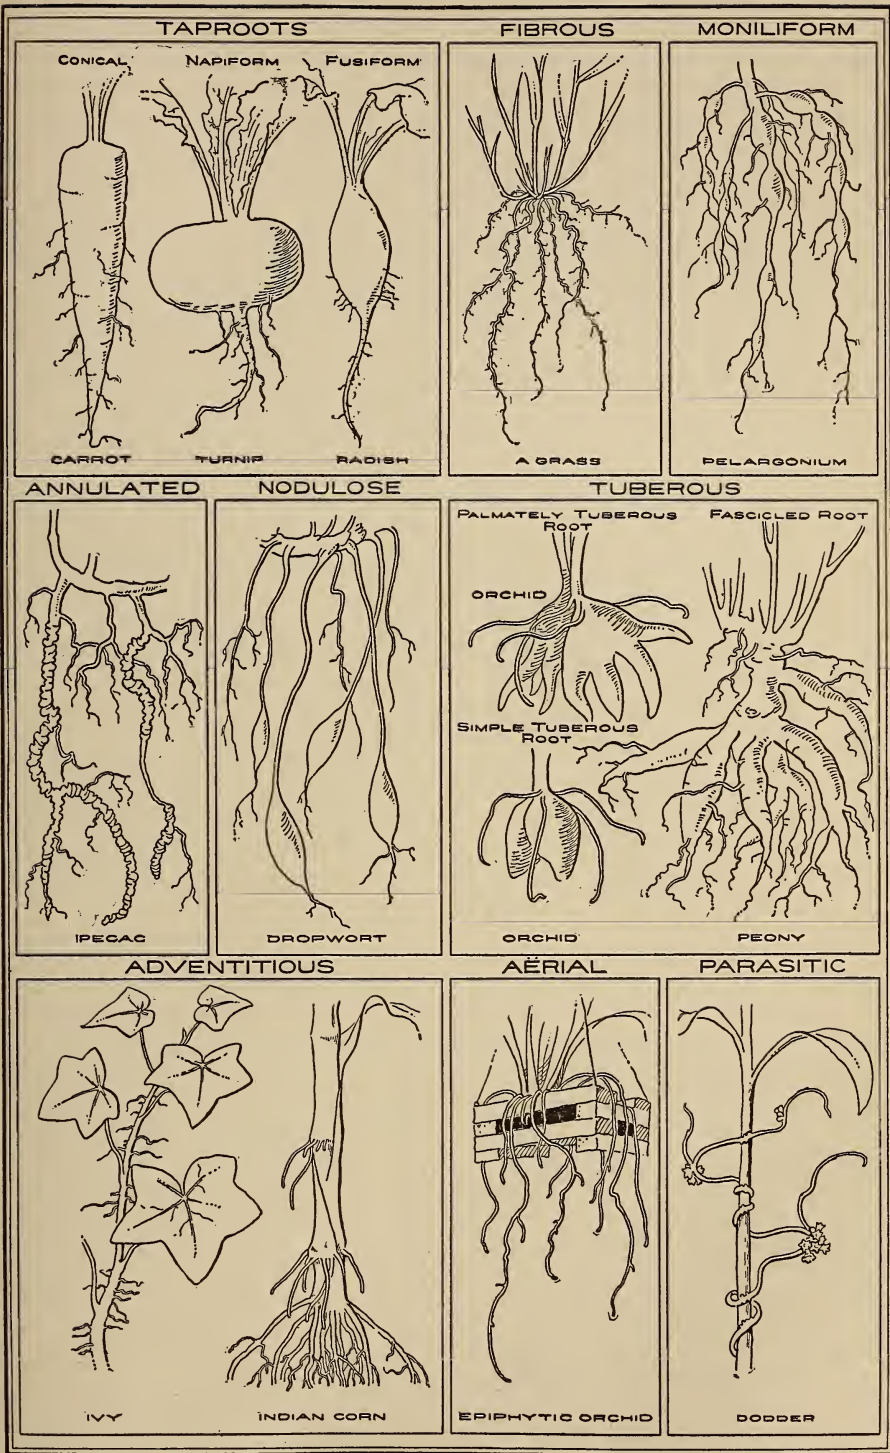 TAPROOTS
CONICAL NAPIFORM FUSIFORM
CARROT TURNIP RADISH
FIBROUS
A GRASS
MONILIFORM
PELARGONIUM
ANNULATED
IPECAC
NODULOSE
DROPWORT
TUBEROUS
PALMATELY TUBEROUS
ROOT
ORCHID
SIMPLE TUBEROUS
ROOT
ORCHID
FASCICLED ROOT
PEONY
ADVENTITIOUS
IVY INDIAN CORN
AËRIAL
EPIPHYTIC ORCHID
PARASITIC
DODDER